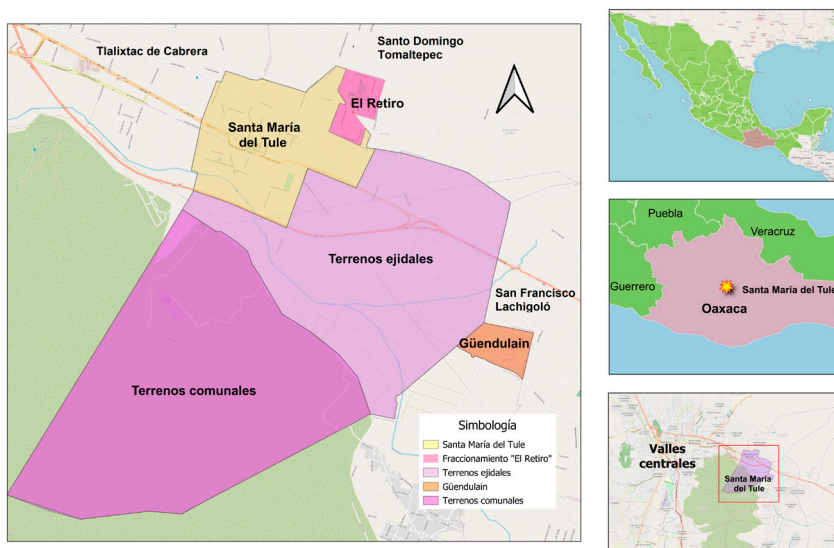 Tlalixtac de Cabrera
Santo Domingo
Tomaltepec
El Retiro
Santa María
del Tule
Terrenos ejidales
San Francisco
Lachigoló
Güendulain
Terrenos comunales
Simbología
Santa María del Tule
Fraccionamiento "El Retiro"
Terrenos ejidales
Güendulain
Terrenos comunales
Puebla
Veracruz
Guerrero
Santa María del Tule
Oaxaca
Valles
centrales
Santa María
del Tule